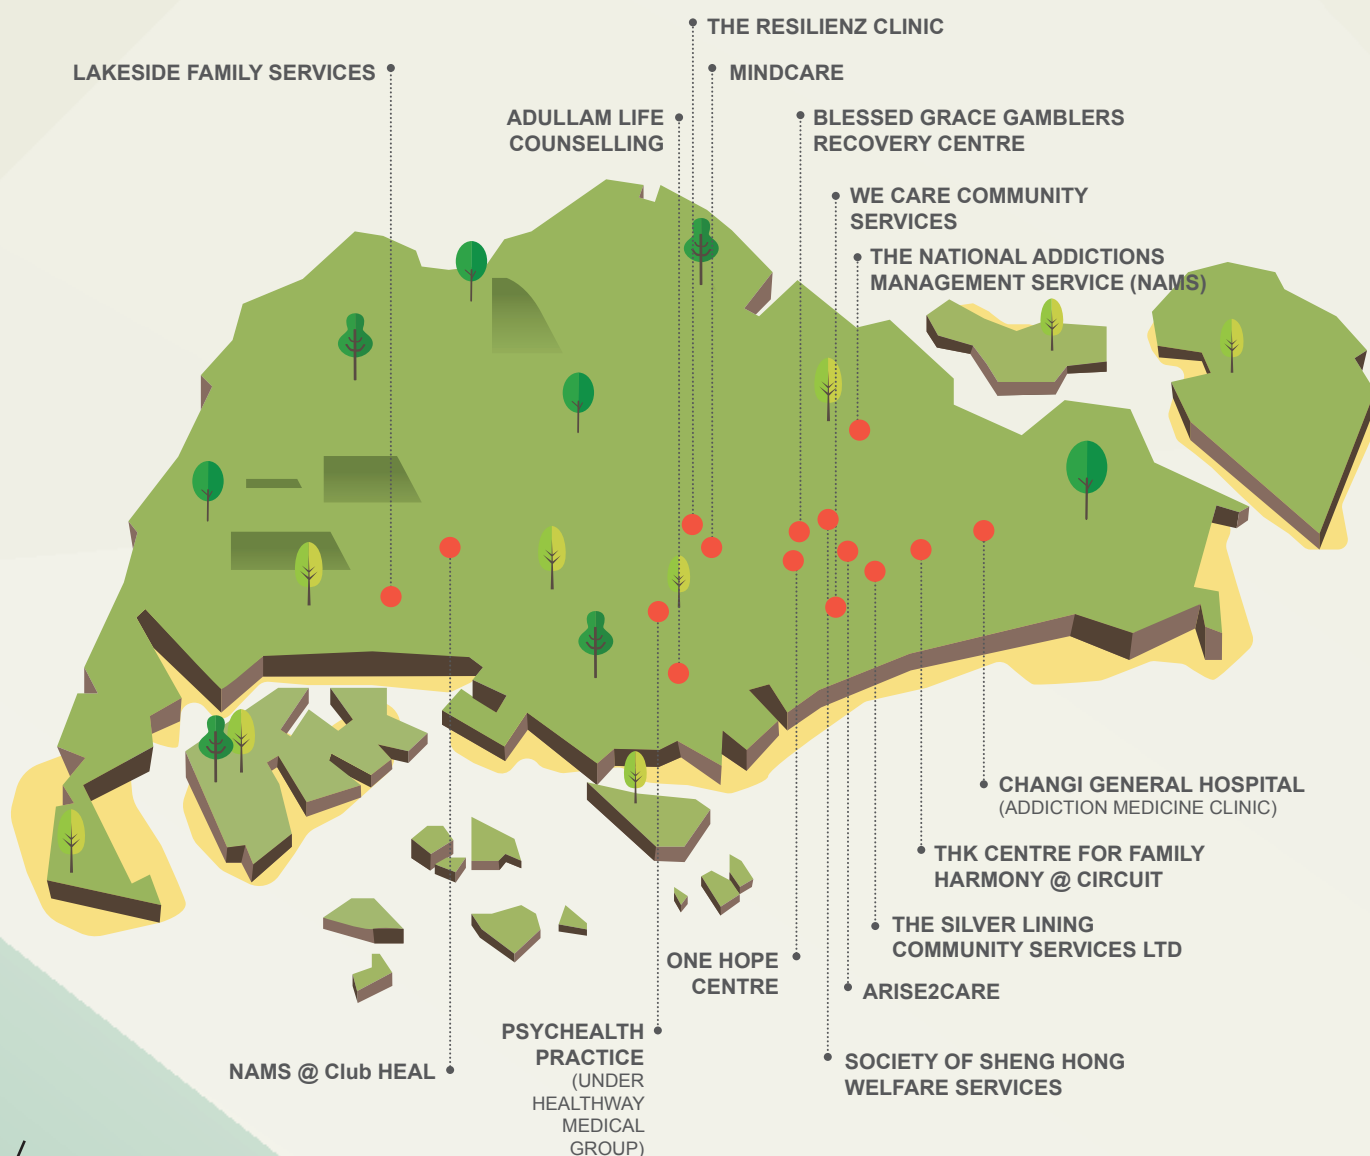 THE RESILIENZ CLINIC
LAKESIDE FAMILY SERVICES
MINDCARE
ADULLAM LIFE
COUNSELLING
BLESSED GRACE GAMBLERS
RECOVERY CENTRE
WE CARE COMMUNITY
SERVICES
THE NATIONAL ADDICTIONS
MANAGEMENT SERVICE (NAMS)
CHANGI GENERAL HOSPITAL
(ADDICTION MEDICINE CLINIC)
THK CENTRE FOR FAMILY
HARMONY @ CIRCUIT
THE SILVER LINING
COMMUNITY SERVICES LTD
ONE HOPE
CENTRE
ARISE2CARE
PSYCHEALTH
PRACTICE
(UNDER
HEALTHWAY
MEDICAL
GROUP)
NAMS @ Club HEAL
SOCIETY OF SHENG HONG
WELFARE SERVICES